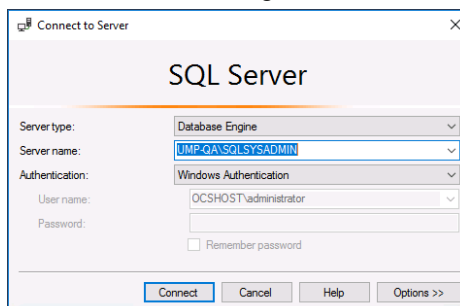 Connect to Server
SQL Server
Server type: Database Engine
Server name: UMP-QA\SQLSYSADMIN
Authentication: Windows Authentication
User name: OCSHOST\administrator
Password:
Remember password
Connect Cancel Help Options >>